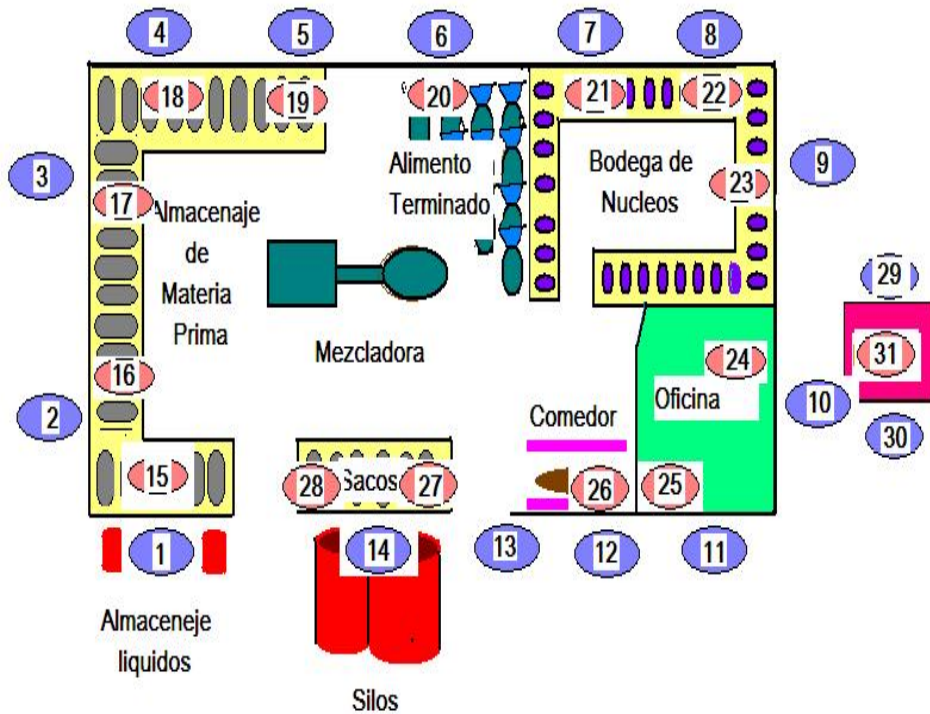 4
5
6
7
8
18
19
20
21
22
3
9
17
23
Alimento
Terminado
Bodega de
Nucleos
Almacenaje
de
Materia
Prima
29
31
30
Mezcladora
16
24
2
Oficina
10
Comedor
15
28
Sacos
27
26
25
1
14
13
12
11
Almaceneje
liquidos
Silos